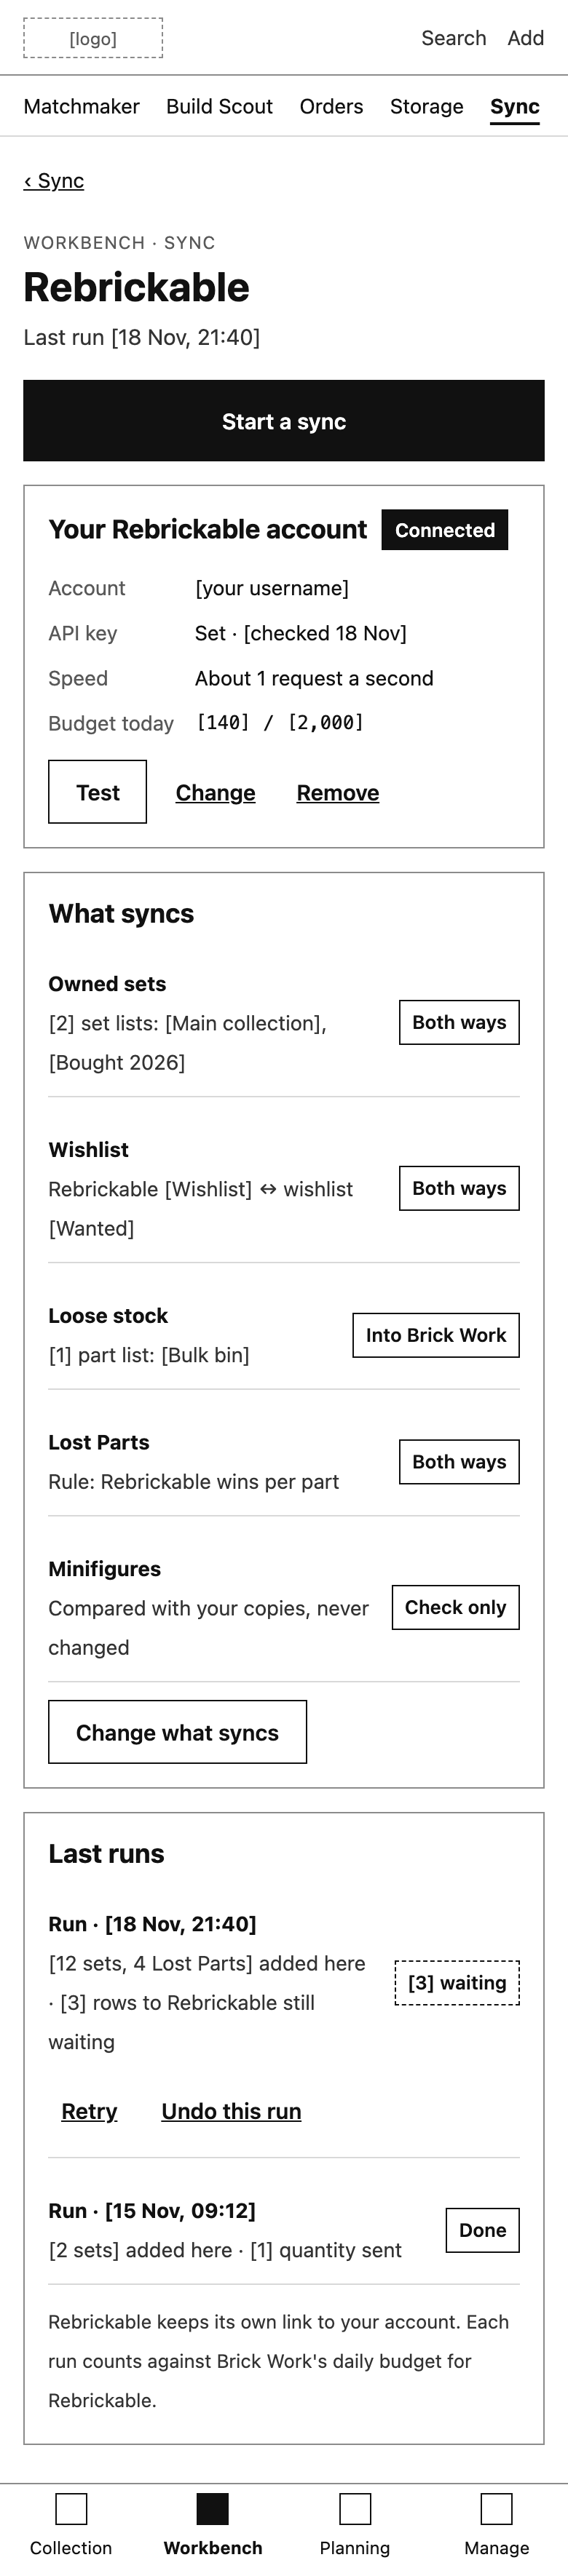 [logo]
Search Add
Matchmaker Build Scout Orders Storage Sync
‹ Sync
WORKBENCH · SYNC
Rebrickable
Last run [18 Nov, 21:40]
Start a sync
Your Rebrickable account Connected
Account [your username]
API key Set · [checked 18 Nov]
Speed About 1 request a second
Budget today [140] / [2,000]
Test Change Remove
What syncs
Owned sets
[2] set lists: [Main collection],
[Bought 2026]
Both ways
Wishlist
Rebrickable [Wishlist] ↔ wishlist
[Wanted]
Both ways
Loose stock
[1] part list: [Bulk bin]
Into Brick Work
Lost Parts
Rule: Rebrickable wins per part
Both ways
Minifigures
Compared with your copies, never
changed
Check only
Change what syncs
Last runs
Run · [18 Nov, 21:40]
[12 sets, 4 Lost Parts] added here
· [3] rows to Rebrickable still
waiting
[3] waiting
Retry Undo this run
Run · [15 Nov, 09:12]
[2 sets] added here · [1] quantity sent
Done
Rebrickable keeps its own link to your account. Each
run counts against Brick Work's daily budget for
Rebrickable.
Collection Workbench Planning Manage